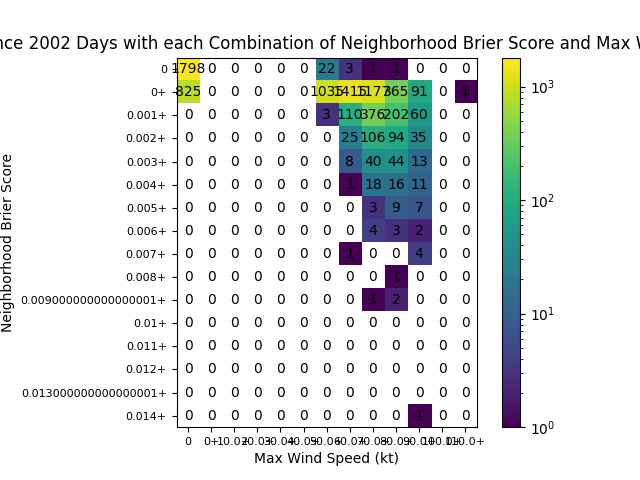 nce 2002 Days with each Combination of Neighborhood Brier Score and Max W
0 1798 0 0 0 0 0 22 3 1 1 0 0 0
0+ 825 0 0 0 0 0 1035 1415 1177 365 91 0 1
0.001+ 0 0 0 0 0 0 3 110 376 202 60 0 0
0.002+ 0 0 0 0 0 0 0 25 106 94 35 0 0
0.003+ 0 0 0 0 0 0 0 8 40 44 13 0 0
0.004+ 0 0 0 0 0 0 0 1 18 16 11 0 0
0.005+ 0 0 0 0 0 0 0 0 3 9 7 0 0
0.006+ 0 0 0 0 0 0 0 0 4 3 2 0 0
0.007+ 0 0 0 0 0 0 0 1 0 0 4 0 0
0.008+ 0 0 0 0 0 0 0 0 0 1 0 0 0
0.009000000000000001+ 0 0 0 0 0 0 0 0 1 2 0 0 0
0.01+ 0 0 0 0 0 0 0 0 0 0 0 0 0
0.011+ 0 0 0 0 0 0 0 0 0 0 0 0 0
0.012+ 0 0 0 0 0 0 0 0 0 0 0 0 0
0.013000000000000001+ 0 0 0 0 0 0 0 0 0 0 0 0 0
0.014+ 0 0 0 0 0 0 0 0 0 0 1 0 0
0 0+
Max Wind Speed (kt)
Neighborhood Brier Score
10³
10²
10¹
10⁰